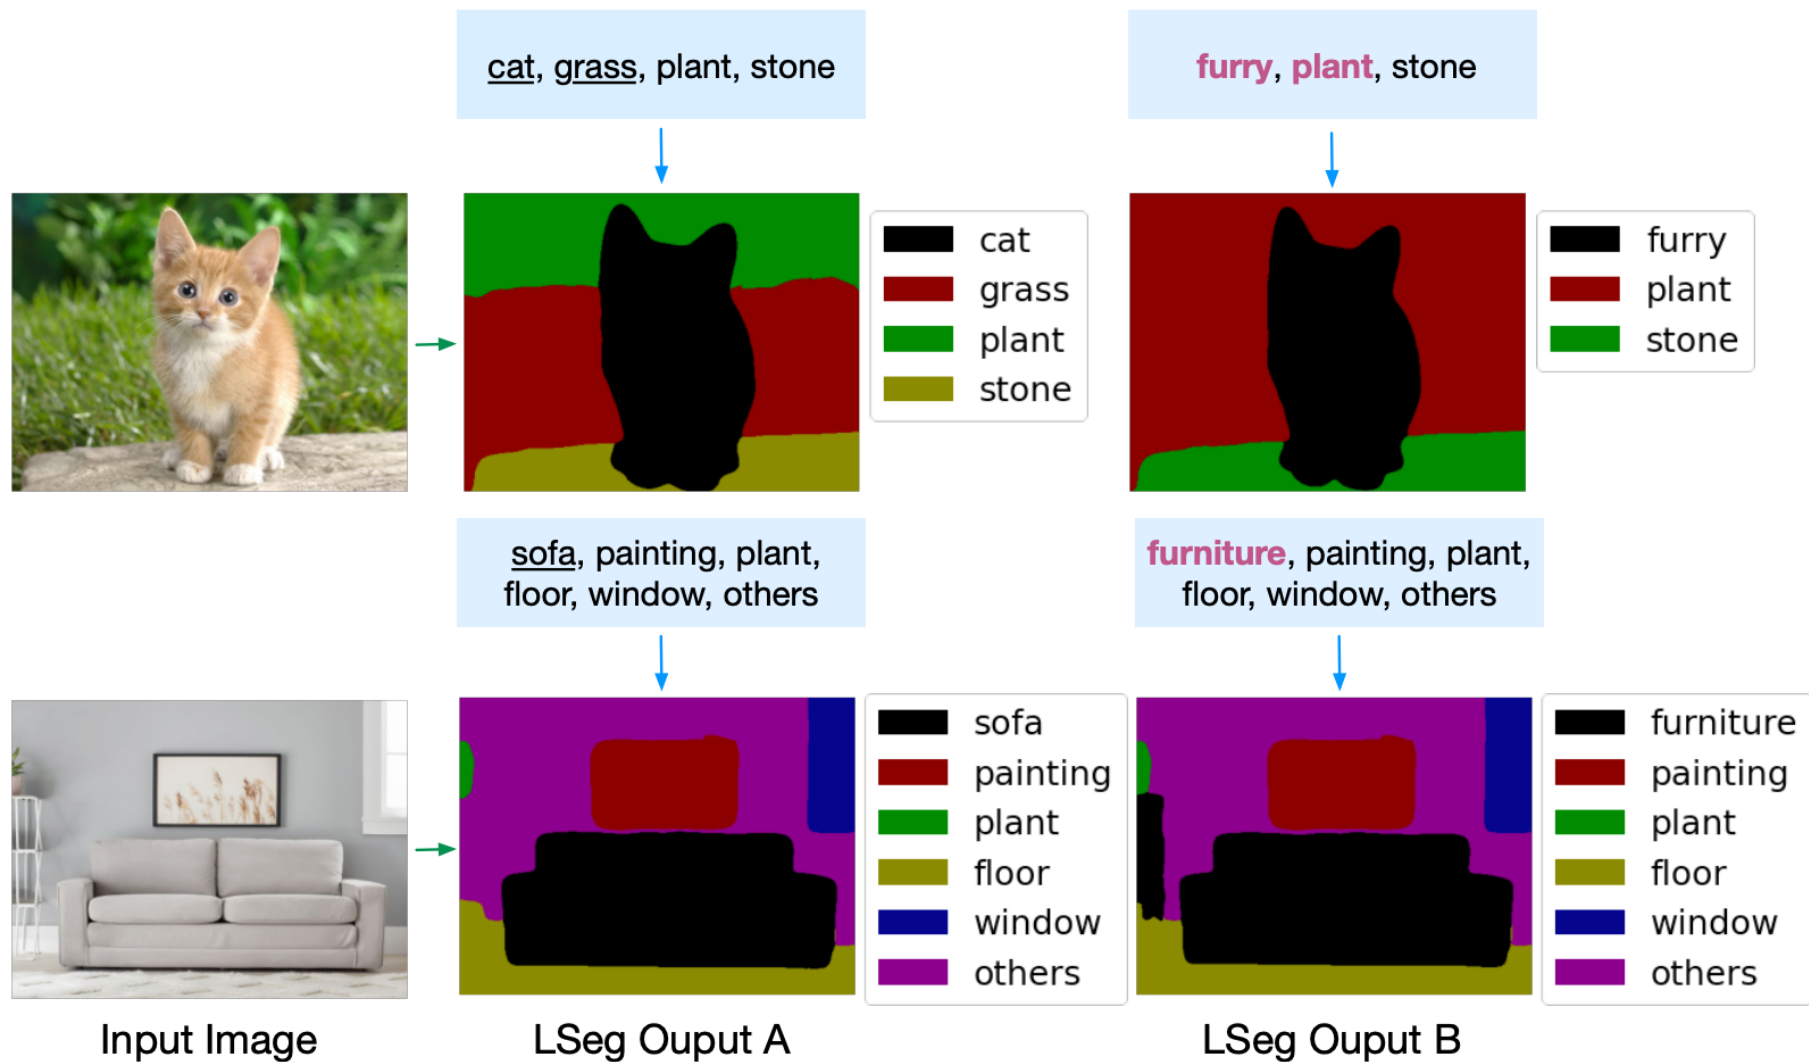 cat, grass, plant, stone
furry, plant, stone
cat
grass
plant
stone
furry
plant
stone
sofa, painting, plant,
floor, window, others
furniture, painting, plant,
floor, window, others
sofa
painting
plant
floor
window
others
furniture
painting
plant
floor
window
others
Input Image
LSeg Ouput A
LSeg Ouput B